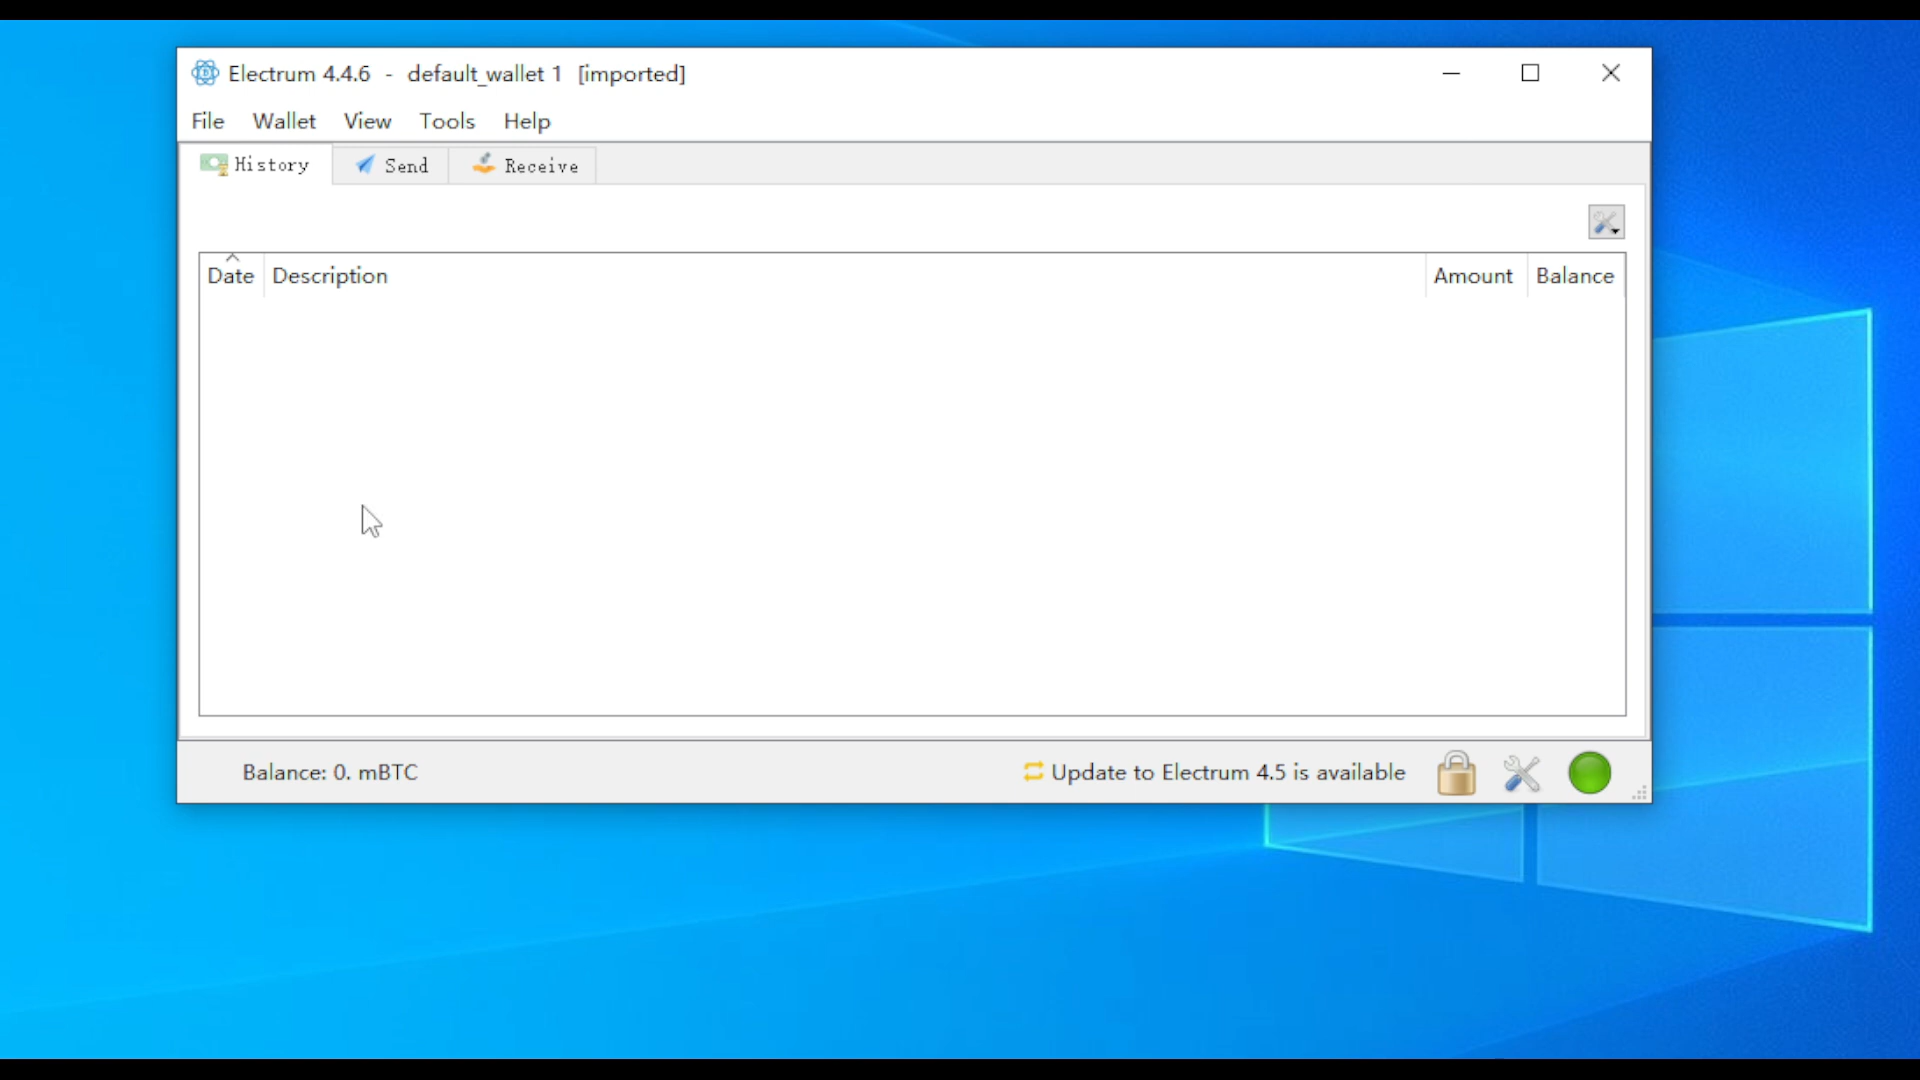 Electrum 4.4.6 - default_wallet 1 [imported]
File Wallet View Tools Help
History Send Receive
Date Description Amount Balance
Balance: 0. mBTC Update to Electrum 4.5 is available